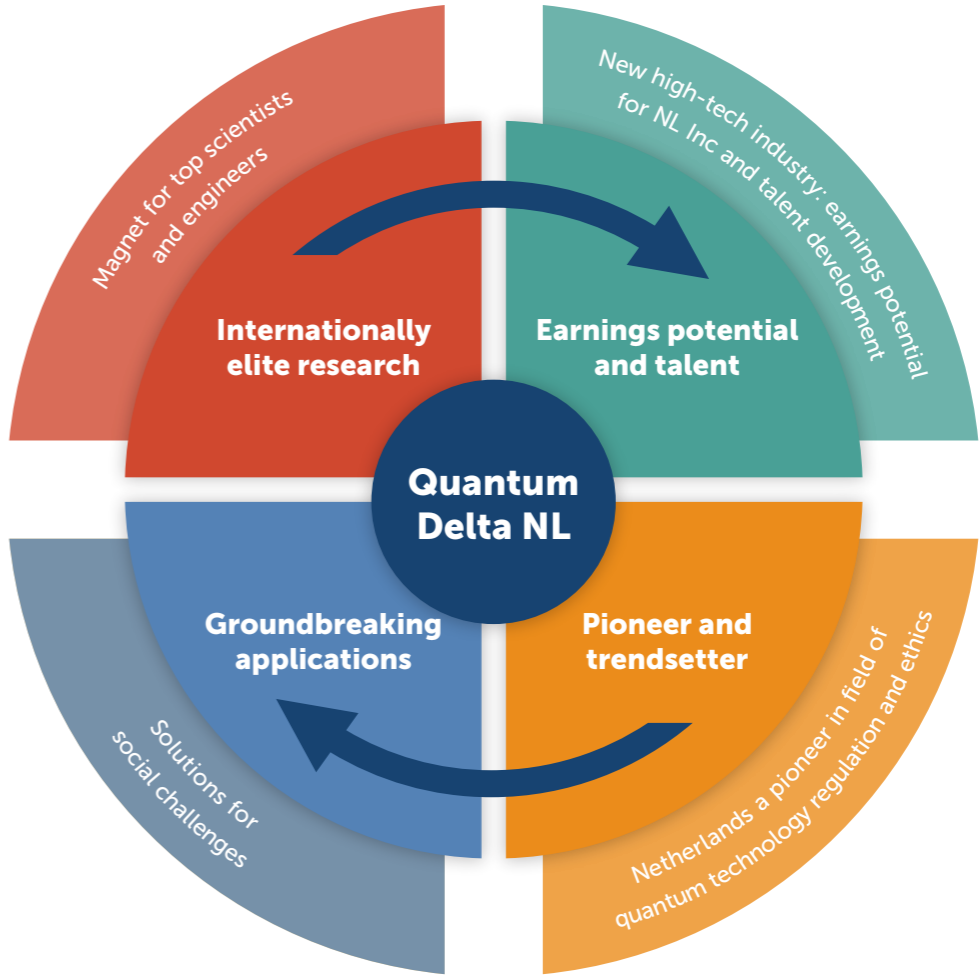 Magnet for top scientists
and engineers
New high-tech industry: earnings potential
for NL Inc and talent development
Internationally
elite research
Earnings potential
and talent
Quantum
Delta NL
Groundbreaking
applications
Pioneer and
trendsetter
Solutions for
social challenges
Netherlands a pioneer in field of
quantum technology regulation and ethics